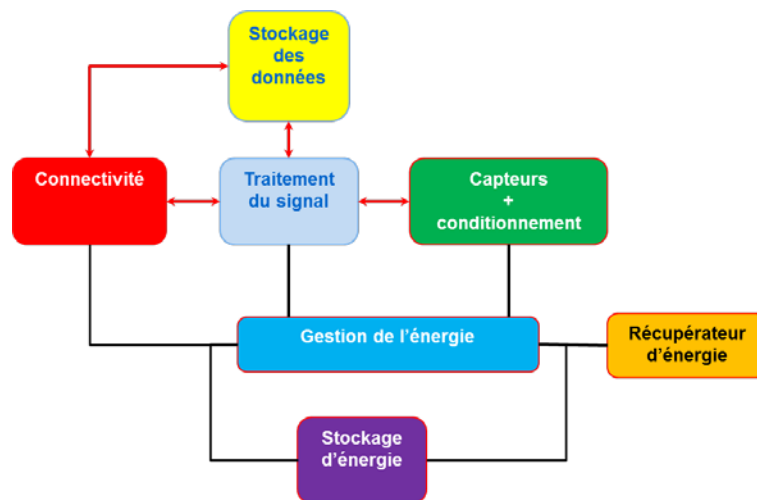 Stockage
des
données
Connectivité
Traitement
du signal
Capteurs
+
conditionnement
Gestion de l'énergie
Récupérateur
d'énergie
Stockage
d'énergie